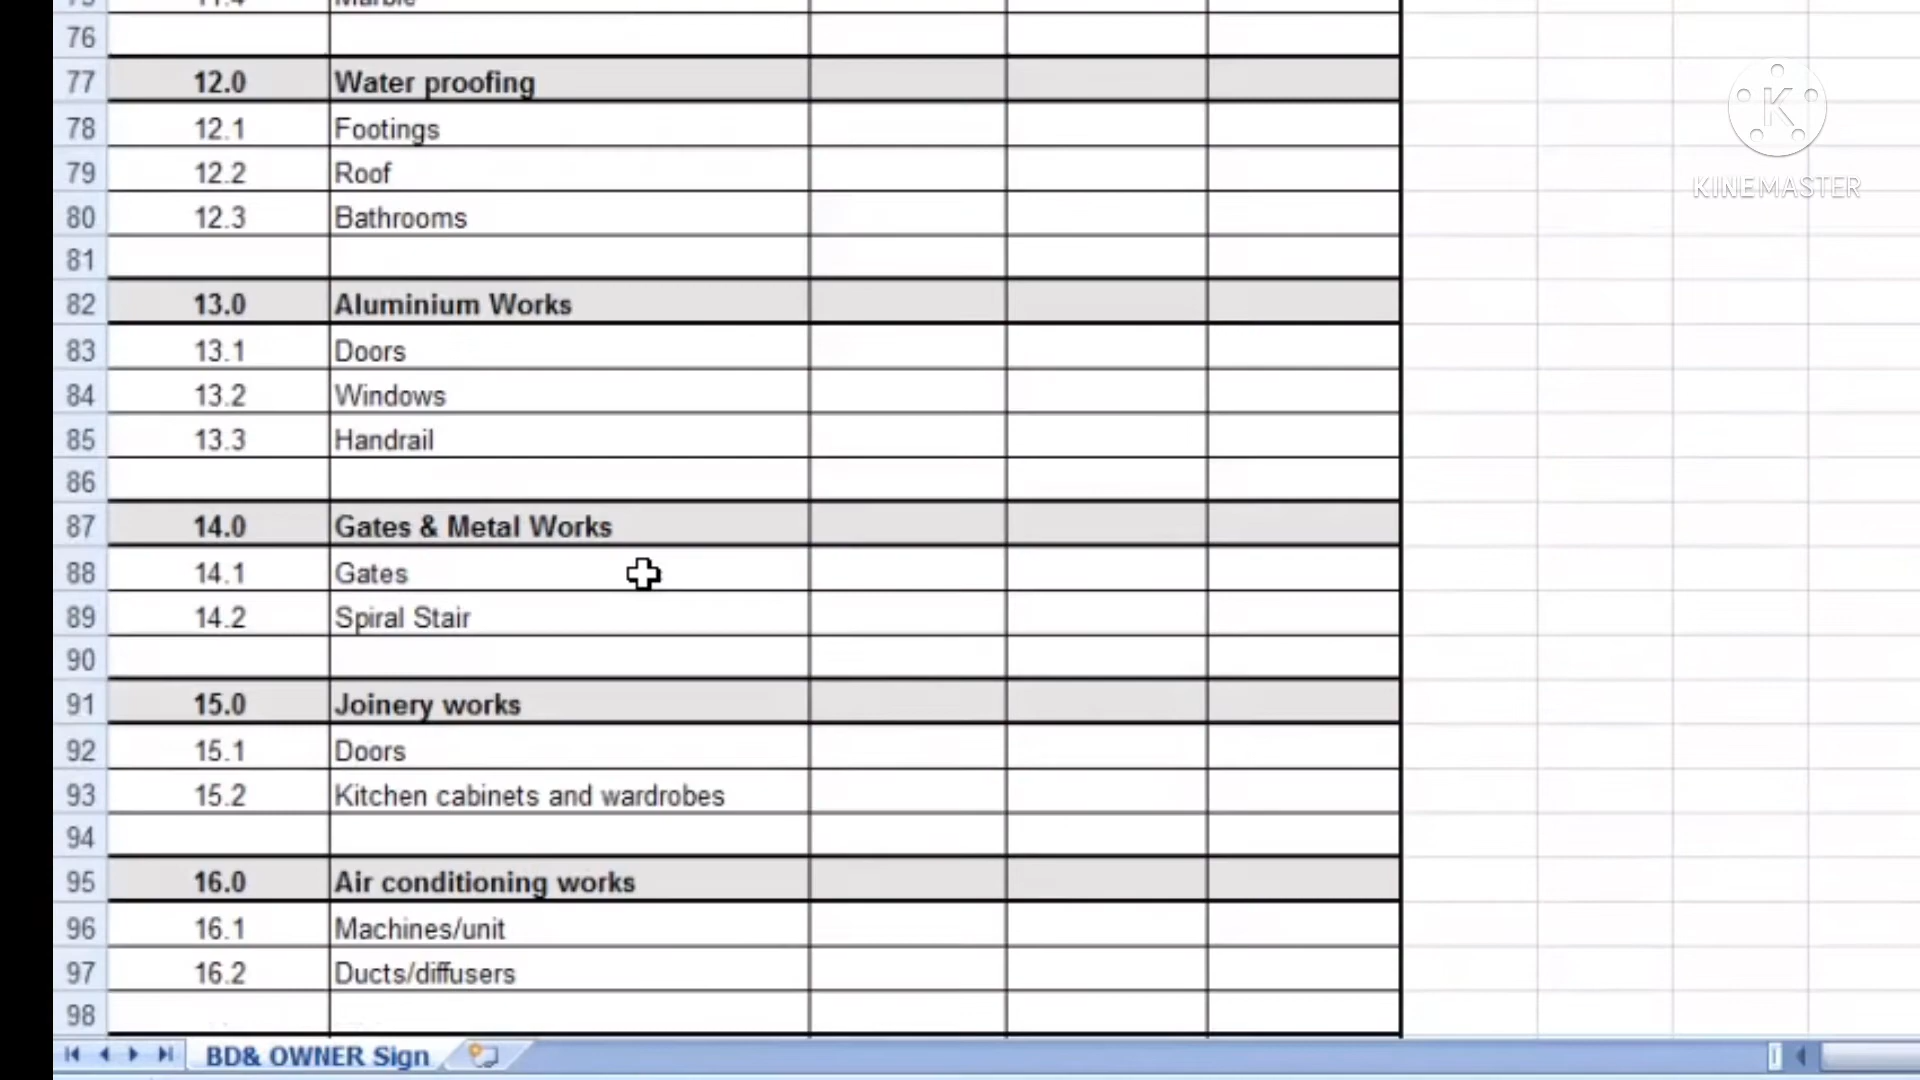 75 11.4 Marble
76
77 12.0 Water proofing
78 12.1 Footings
79 12.2 Roof
80 12.3 Bathrooms
81
82 13.0 Aluminium Works
83 13.1 Doors
84 13.2 Windows
85 13.3 Handrail
86
87 14.0 Gates & Metal Works
88 14.1 Gates
89 14.2 Spiral Stair
90
91 15.0 Joinery works
92 15.1 Doors
93 15.2 Kitchen cabinets and wardrobes
94
95 16.0 Air conditioning works
96 16.1 Machines/unit
97 16.2 Ducts/diffusers
98
BD& OWNER Sign
K
KINEMASTER